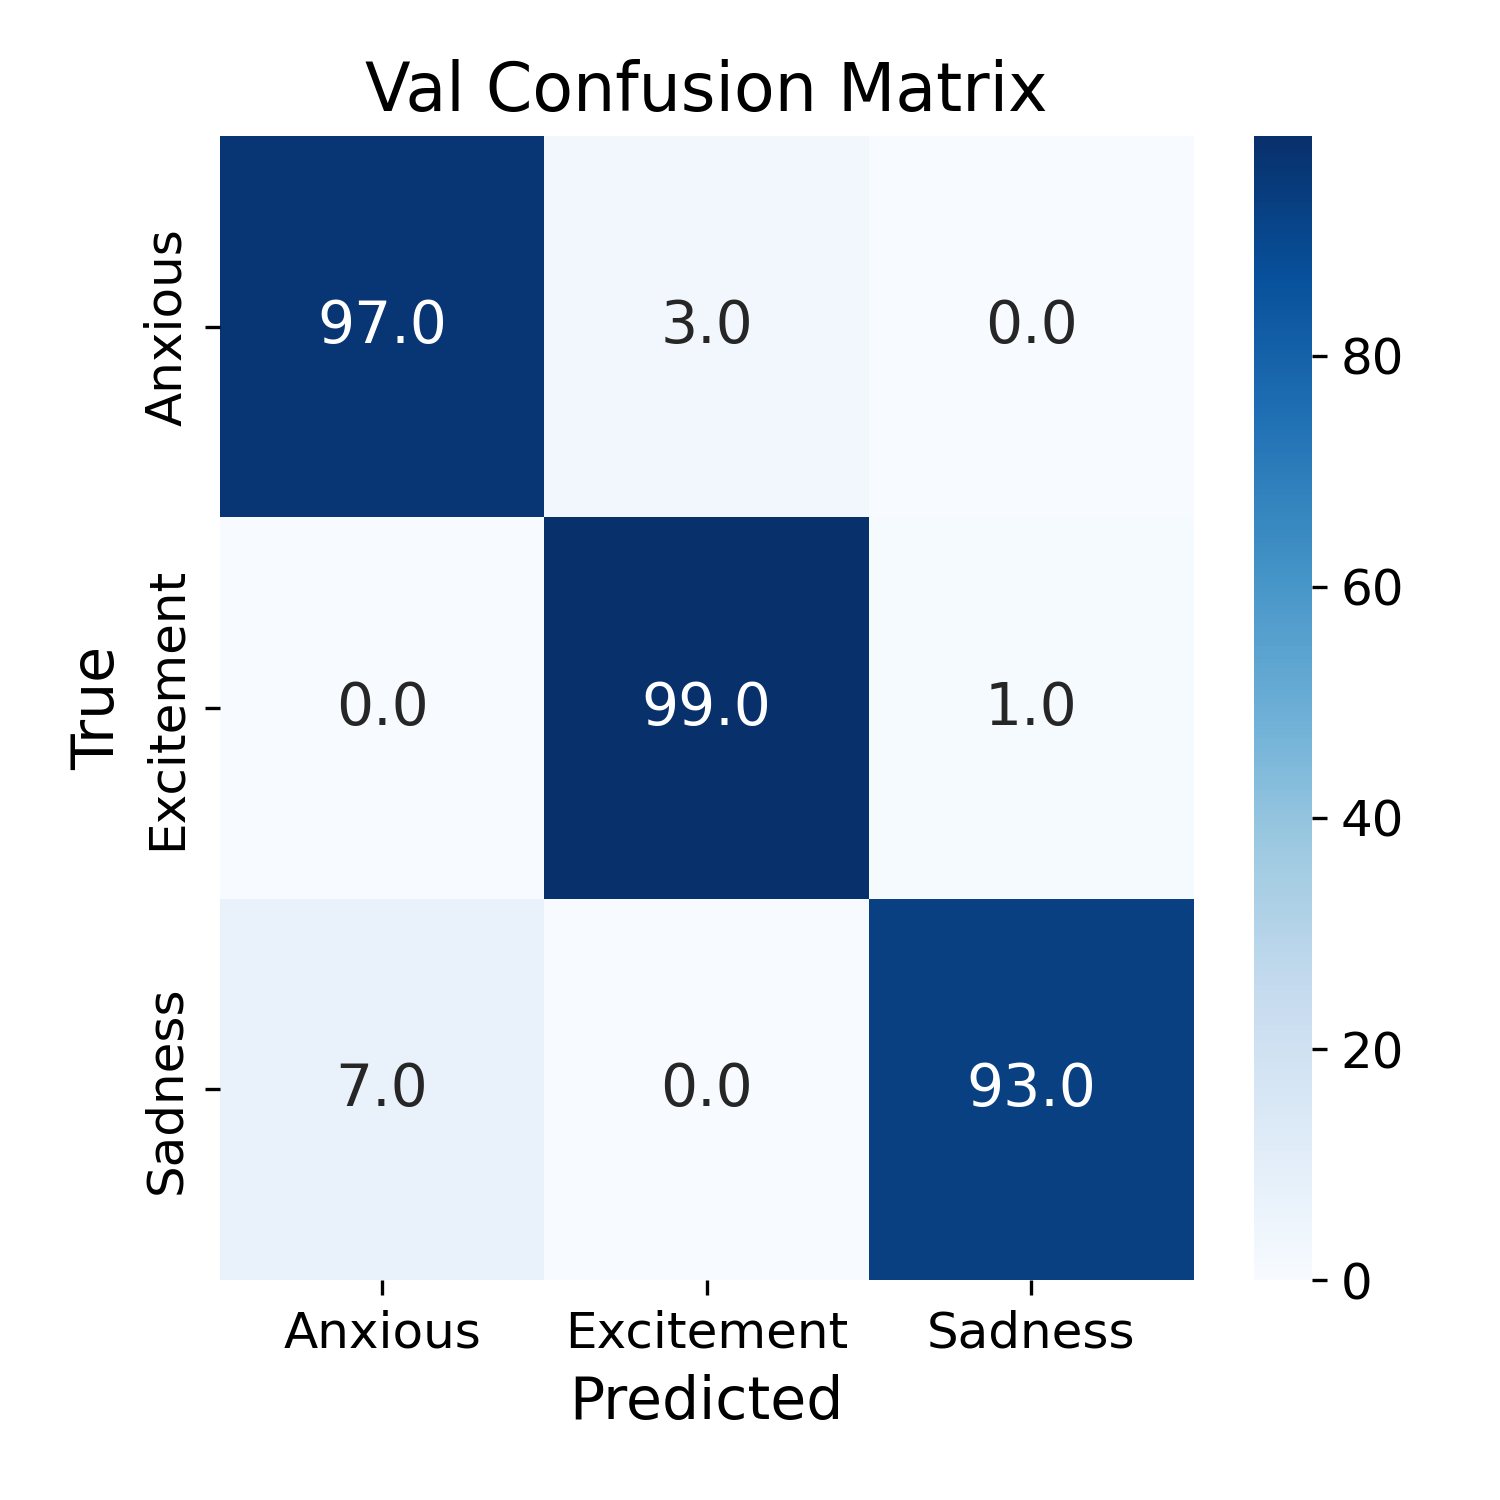 Val Confusion Matrix
True
Anxious
97.0 3.0 0.0
Excitement
0.0 99.0 1.0
Sadness
7.0 0.0 93.0
Anxious Excitement Sadness
Predicted
80
60
40
20
0